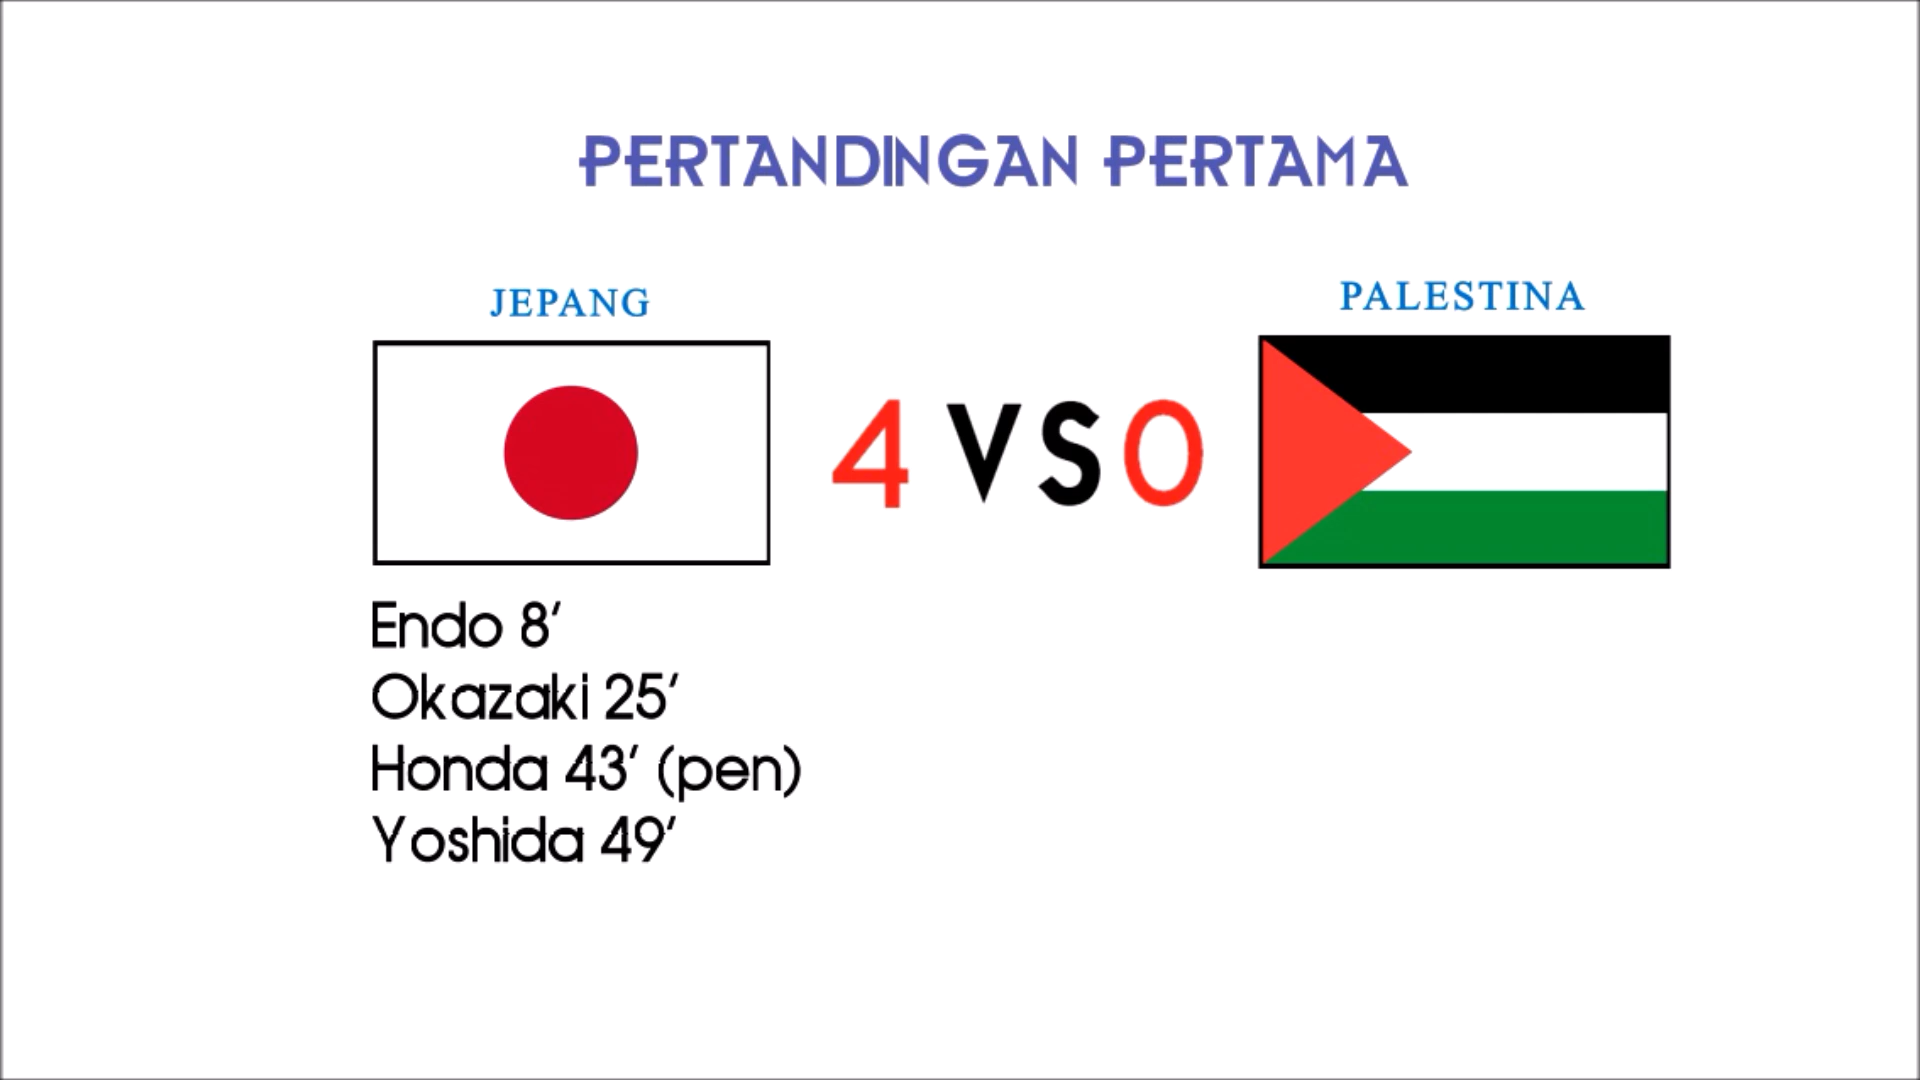 PERTANDINGAN PERTAMA
JEPANG
PALESTINA
4 VS 0
Endo 8'
Okazaki 25'
Honda 43' (pen)
Yoshida 49'